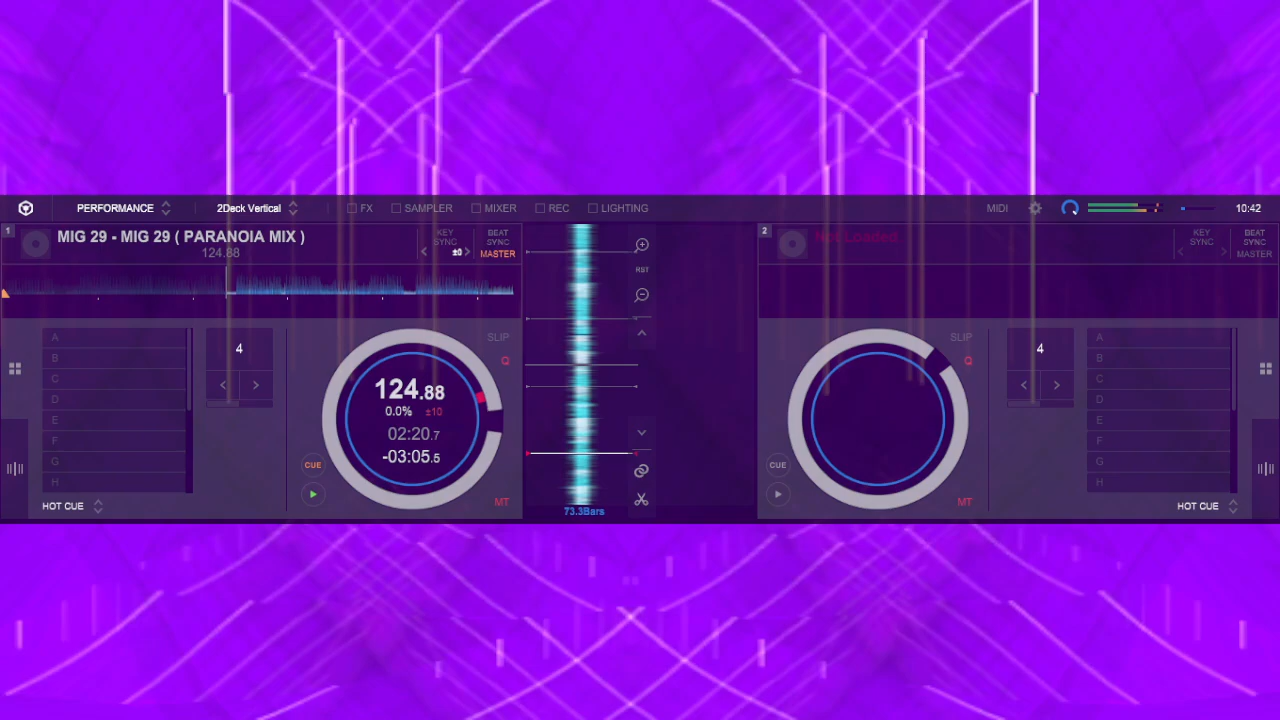 PERFORMANCE
2Deck Vertical
FX
SAMPLER
MIXER
REC
LIGHTING
MIDI
10:42
1
MIG 29 - MIG 29 ( PARANOIA MIX )
124.88
KEY
SYNC
±0
BEAT
SYNC
MASTER
RST
2
Not Loaded
KEY
SYNC
BEAT
SYNC
MASTER
A
B
C
D
E
F
G
H
HOT CUE
4
SLIP
Q
124.88
0.0% ±10
02:20.7
-03:05.5
CUE
MT
73.3Bars
SLIP
Q
CUE
MT
4
A
B
C
D
E
F
G
H
HOT CUE